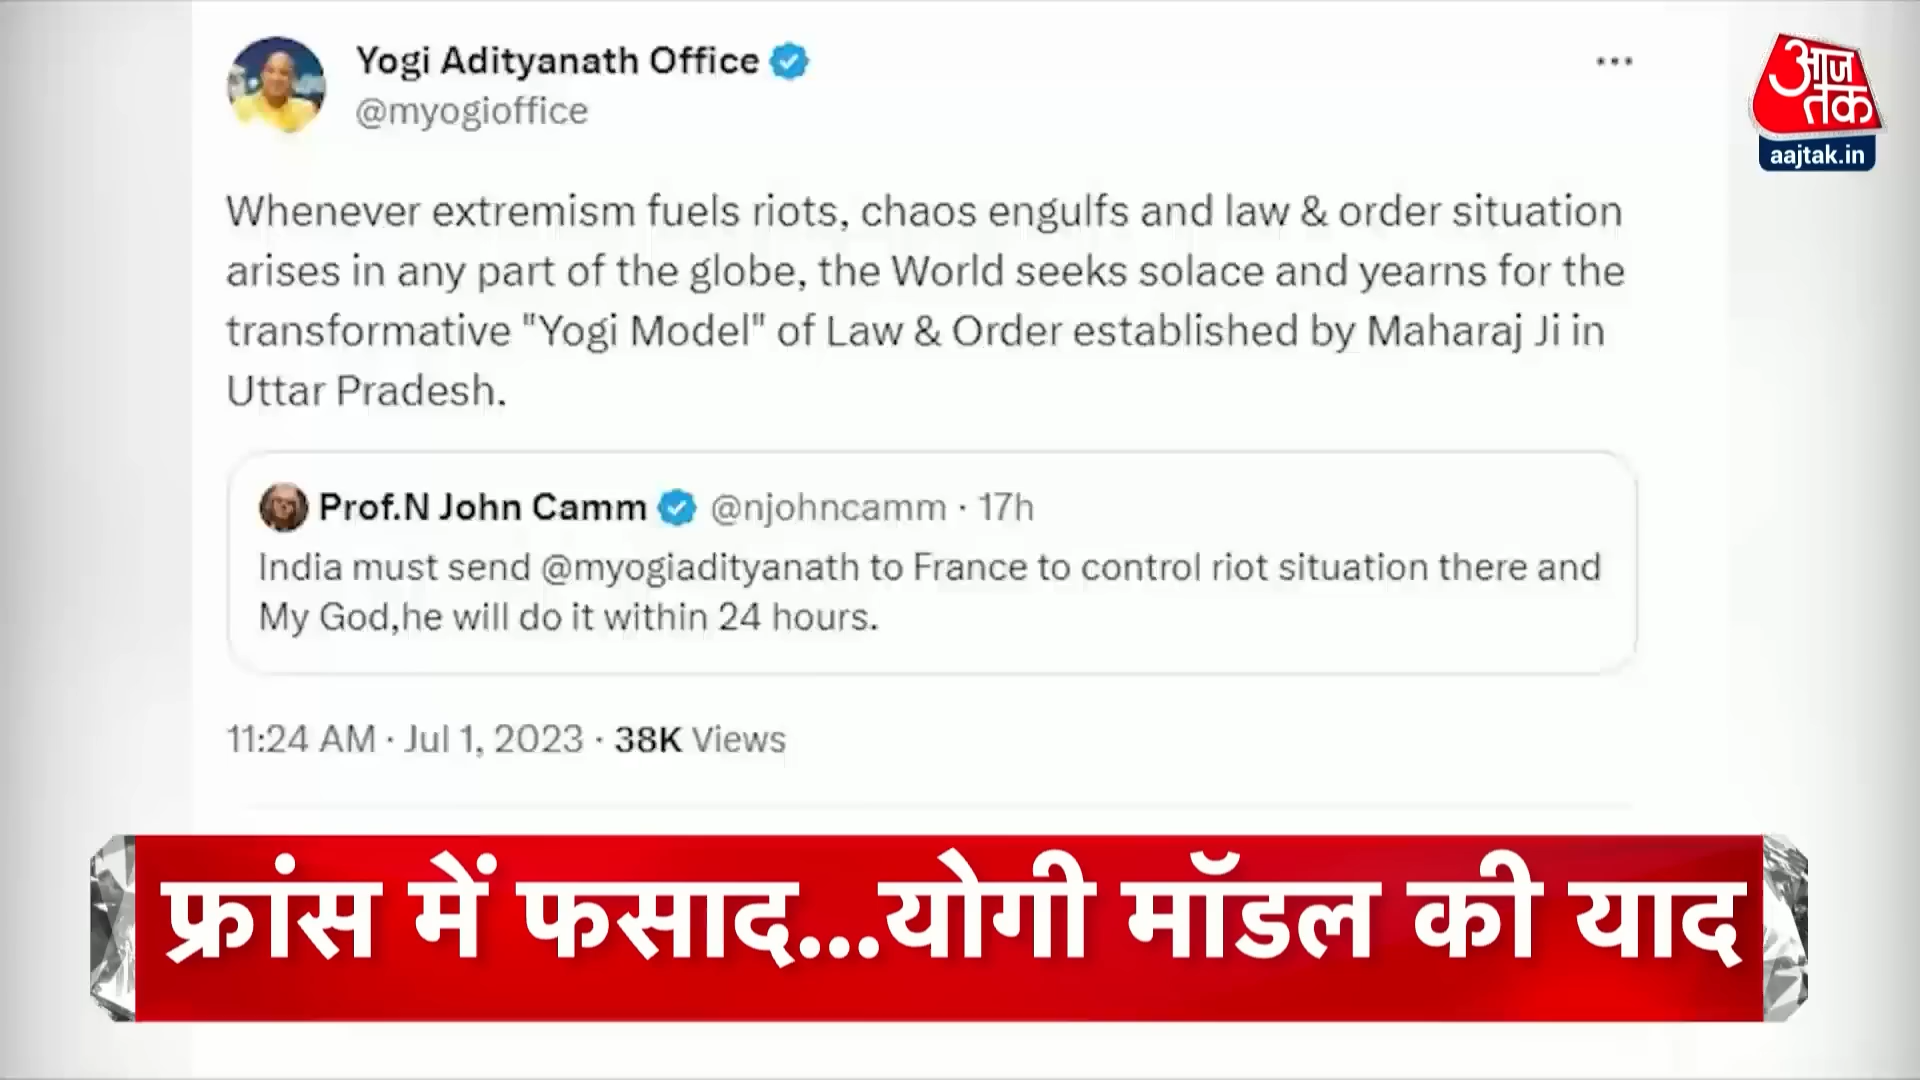 Yogi Adityanath Office
@myogioffice
आज तक
aajtak.in
Whenever extremism fuels riots, chaos engulfs and law & order situation
arises in any part of the globe, the World seeks solace and yearns for the
transformative "Yogi Model" of Law & Order established by Maharaj Ji in
Uttar Pradesh.
Prof.N John Camm @njohncamm · 17h
India must send @myogiadityanath to France to control riot situation there and
My God,he will do it within 24 hours.
11:24 AM · Jul 1, 2023 · 38K Views
फ्रांस में फसाद...योगी मॉडल की याद